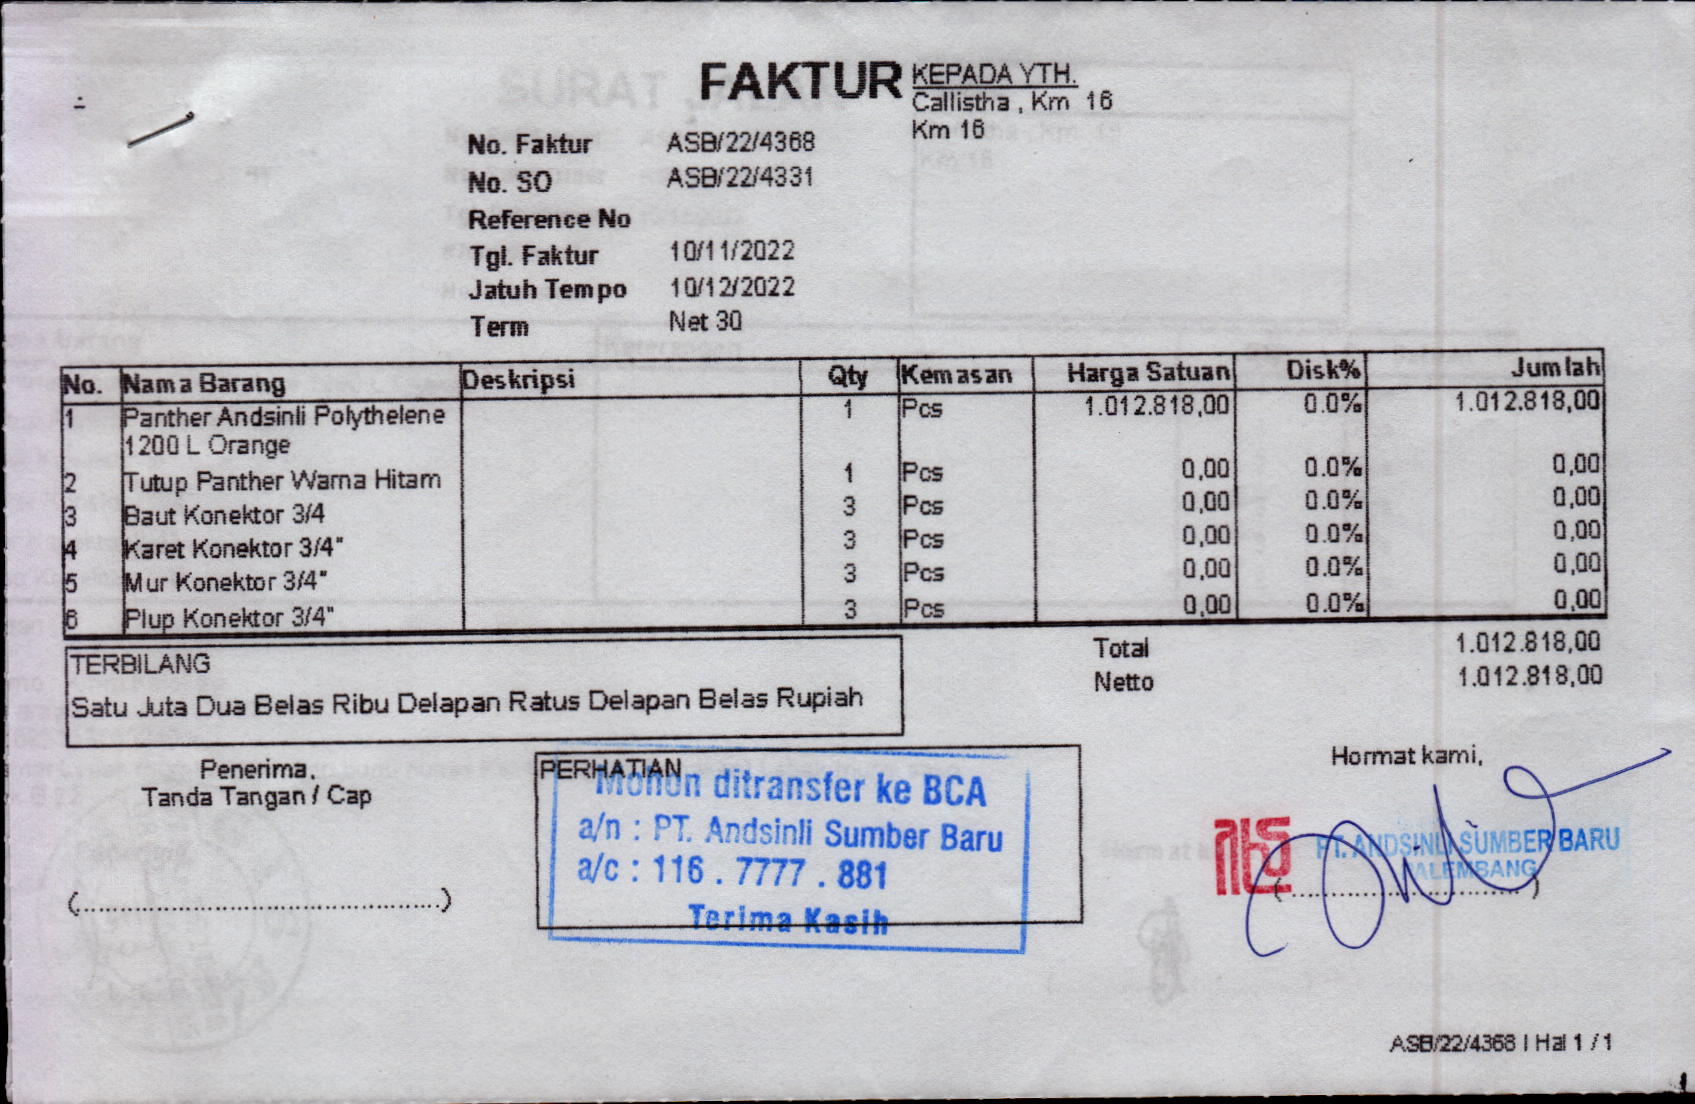 FAKTUR
KEPADA YTH.
Callistha , Km 16
Km 16
No. Faktur ASB/22/4368
No. SO ASB/22/4331
Reference No
Tgl. Faktur 10/11/2022
Jatuh Tempo 10/12/2022
Term Net 30
No. Nama Barang Deskripsi Qty Kemasan Harga Satuan Disk% Jumlah
1 Panther Andsinli Polythelene 1 Pcs 1.012.818,00 0.0% 1.012.818,00
1200 L Orange
2 Tutup Panther Warna Hitam 1 Pcs 0,00 0.0% 0,00
3 Baut Konektor 3/4 3 Pcs 0,00 0.0% 0,00
4 Karet Konektor 3/4" 3 Pcs 0,00 0.0% 0,00
5 Mur Konektor 3/4" 3 Pcs 0,00 0.0% 0,00
6 Plup Konektor 3/4" 3 Pcs 0,00 0.0% 0,00
Total 1.012.818,00
Netto 1.012.818,00
TERBILANG
Satu Juta Dua Belas Ribu Delapan Ratus Delapan Belas Rupiah
Penerima,
Tanda Tangan / Cap
(..........................................)
PERHATIAN
Mohon ditransfer ke BCA
a/n : PT. Andsinli Sumber Baru
a/c : 116 . 7777 . 881
Terima Kasih
Hormat kami,
PT. ANDSINLI SUMBER BARU
PALEMBANG
(..............................)
ASB/22/4368 | Hal 1 / 1